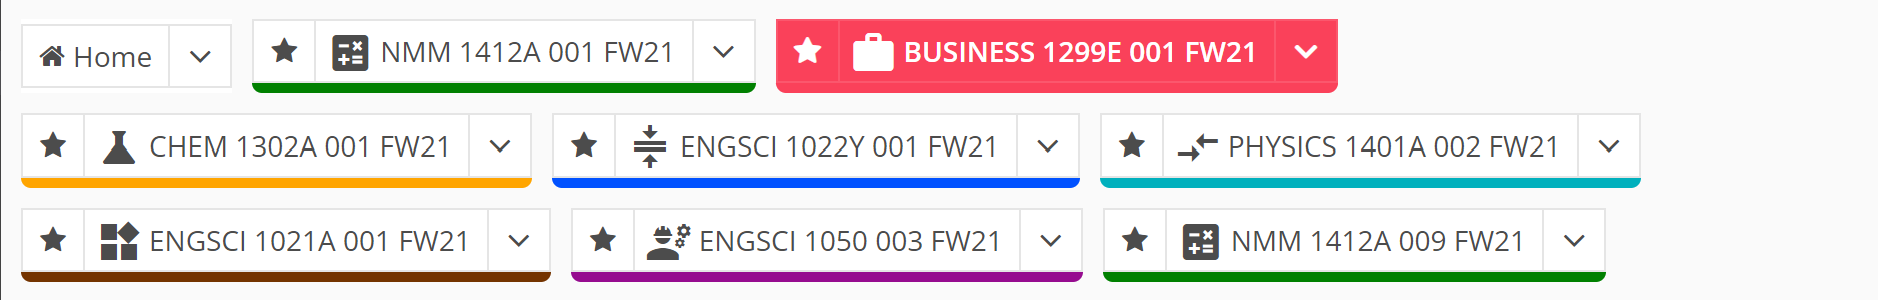 Home NMM 1412A 001 FW21 BUSINESS 1299E 001 FW21
CHEM 1302A 001 FW21 ENGSCI 1022Y 001 FW21 PHYSICS 1401A 002 FW21
ENGSCI 1021A 001 FW21 ENGSCI 1050 003 FW21 NMM 1412A 009 FW21